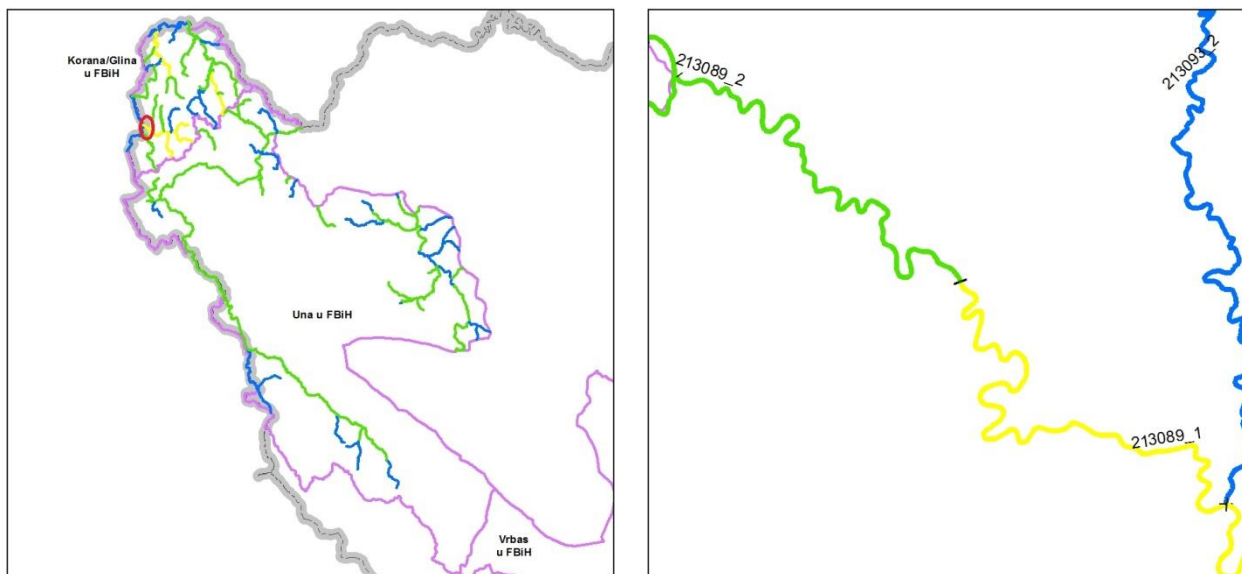 Korana/Glina
u FBiH
Una u FBiH
Vrbas
u FBiH
213089_2
213093_2
213089_1